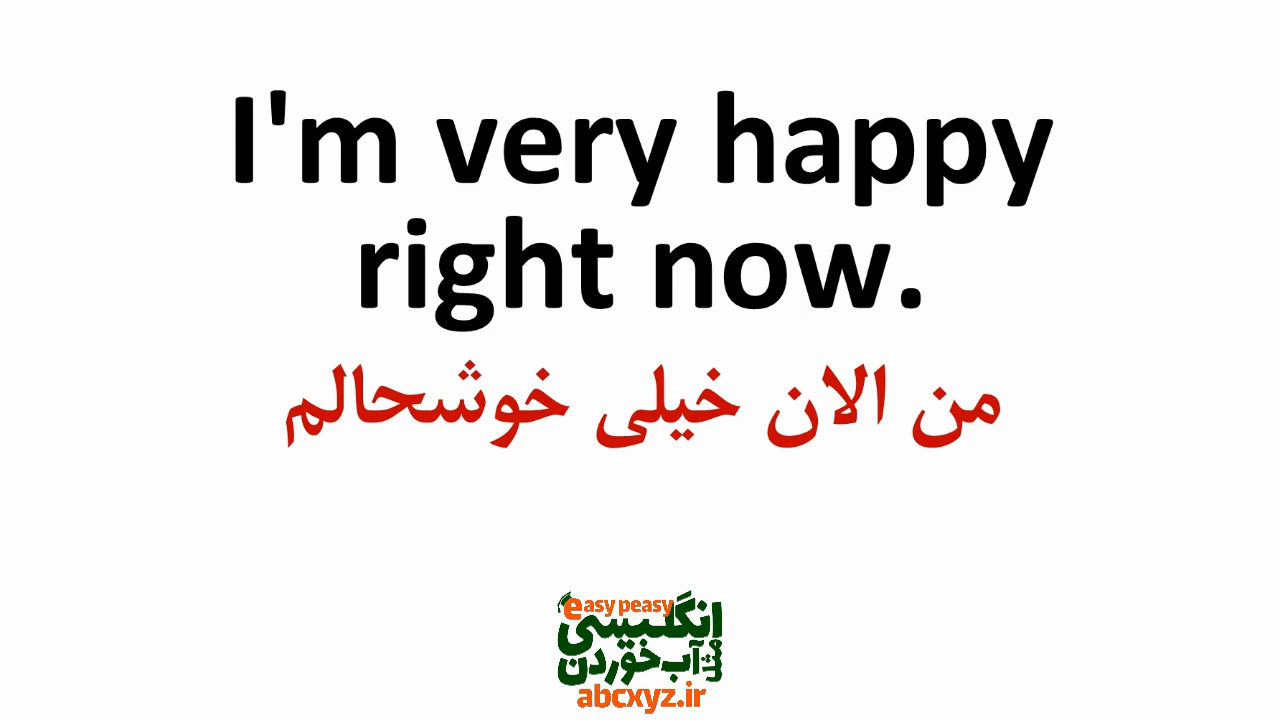 I'm very happy
right now.
من الان خیلی خوشحالم
easy peasy
انگلیسی
مثل آب خوردن
abcxyz.ir